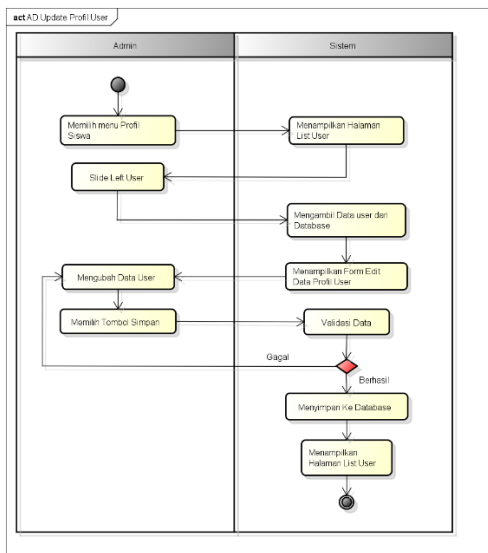 act AD Update Profil User
Admin
Sistem
Memilih menu Profil
Siswa
Menampilkan Halaman
List User
Slide Left User
Mengambil Data user dari
Database
Menampilkan Form Edit
Data Profil User
Mengubah Data User
Memilih Tombol Simpan
Validasi Data
Gagal
Berhasil
Menyimpan Ke Database
Menampilkan
Halaman List User